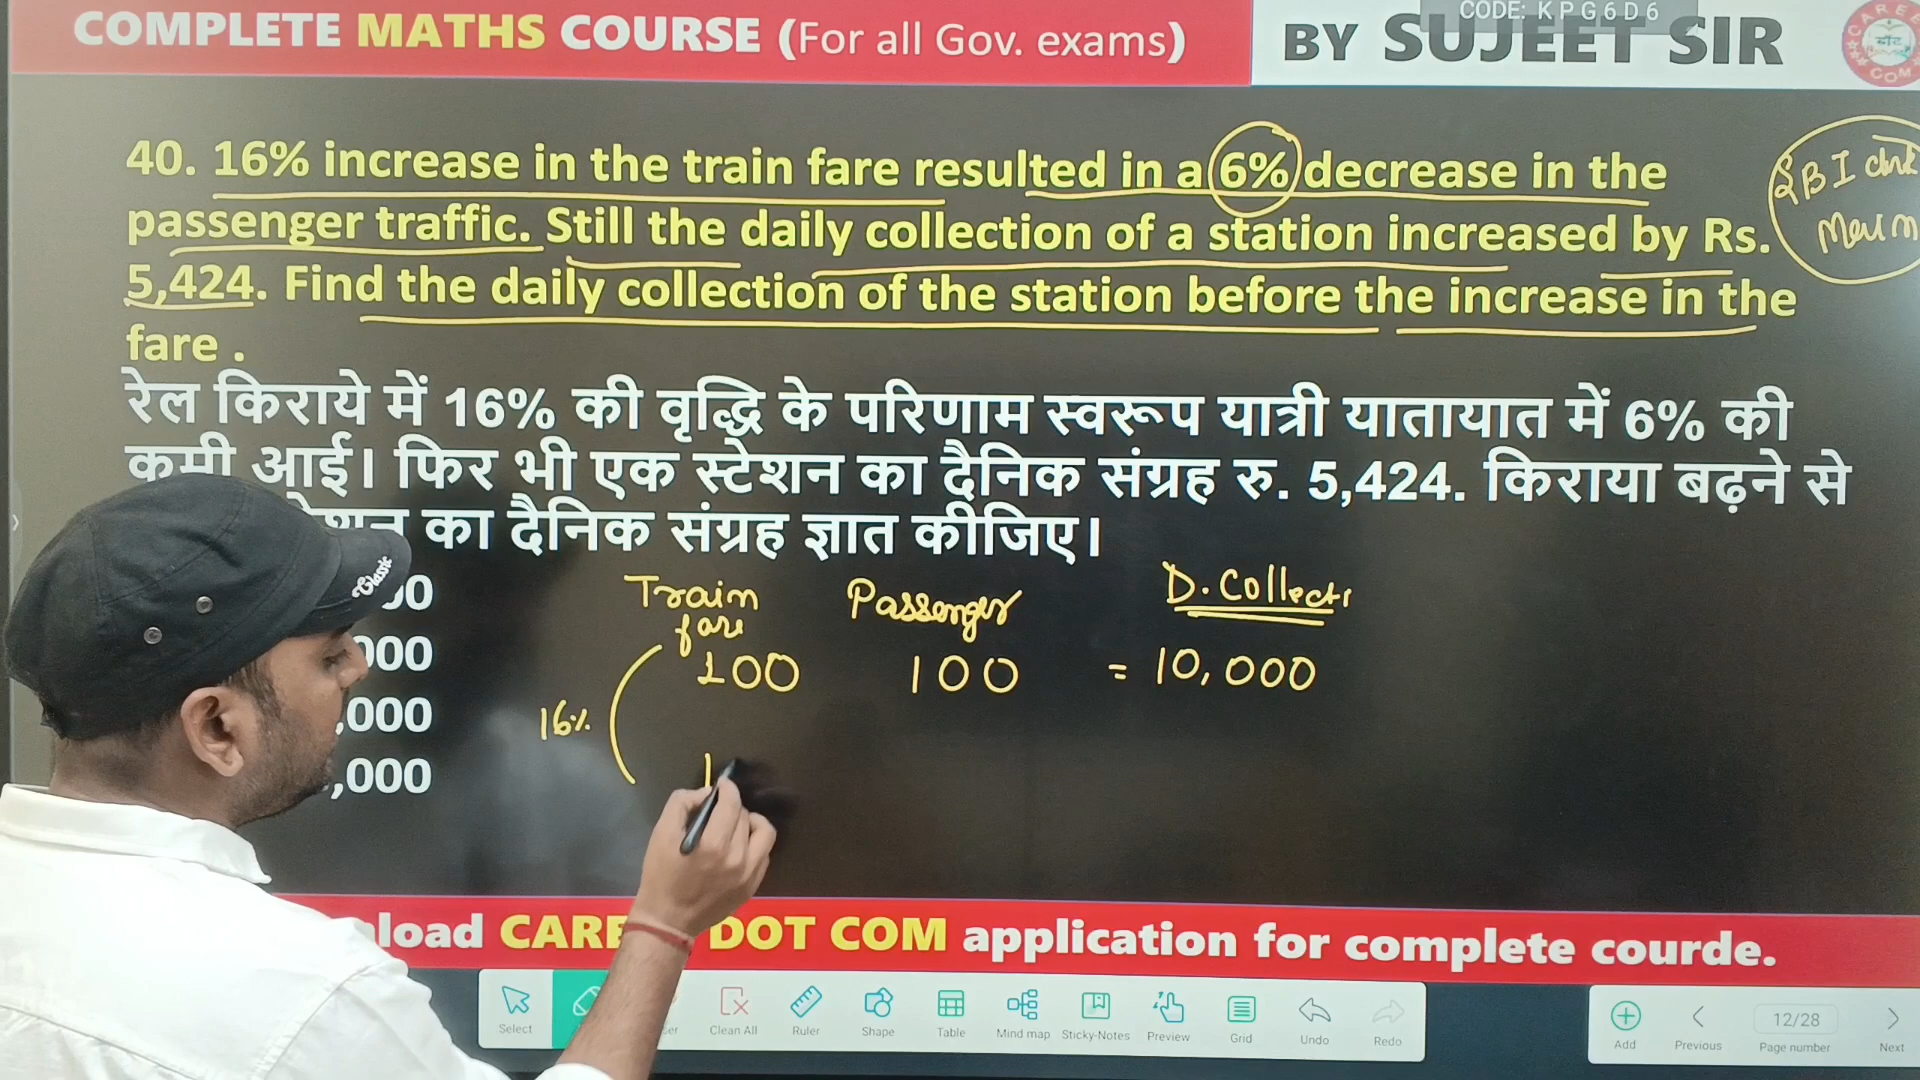 COMPLETE MATHS COURSE (For all Gov. exams)
BY SUJEET SIR
CODE: KPG6D6
40. 16% increase in the train fare resulted in a 6% decrease in the
passenger traffic. Still the daily collection of a station increased by Rs.
5,424. Find the daily collection of the station before the increase in the
fare .
SBI
रेल किराये में 16% की वृद्धि के परिणाम स्वरूप यात्री यातायात में 6% की
कमी आई। फिर भी एक स्टेशन का दैनिक संग्रह रु. 5,424. किराया बढ़ने से
का दैनिक संग्रह ज्ञात कीजिए।
Train fare Passenger D. Collecti
100 100 = 10,000
16%
1
,000
,000
Classic
load CARE DOT COM application for complete courde.
Select
Clean All
Ruler
Shape
Table
Mind map
Sticky-Notes
Preview
Grid
Undo
Redo
Add
Previous
12/28
Page number
Next